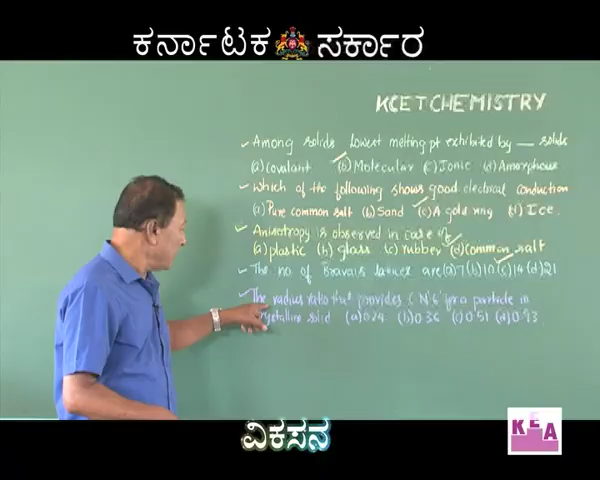 ಕರ್ನಾಟಕ ಸರ್ಕಾರ
KCET CHEMISTRY
Among solids lowest melting pt exhibited by — solids
(a) Covalant (b) Molecular (c) Ionic (d) Amorphous
Which of the following shows good electrical conduction
(a) Pure common salt (b) Sand (c) A gold ring (d) Ice.
Anisotropy is observed in case of
(a) plastic (b) glass (c) rubber (d) common salt
The no of Bravais lattice are (a) 7 (b) 10 (c) 14 (d) 21
The radius ratio that provides C N '6' for a particle in
crystalline solid (a) 0.24 (b) 0.36 (c) 0.51 (d)
ವಿಕಸನ
KEA